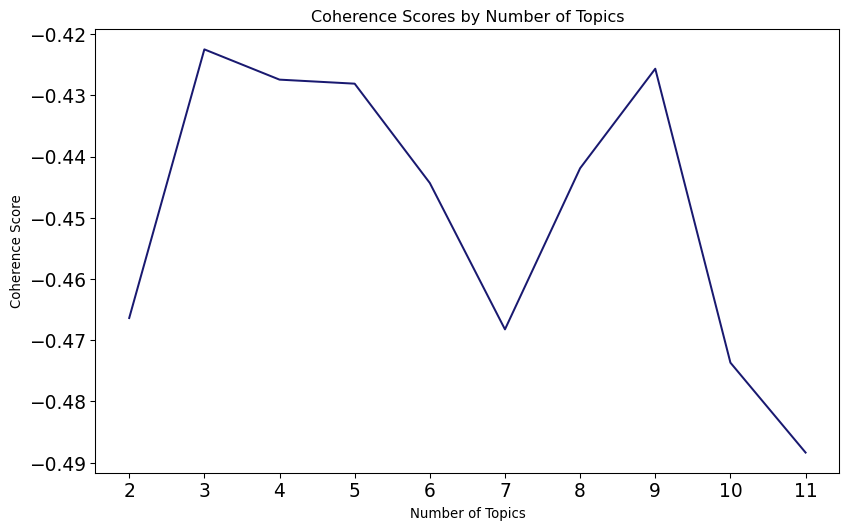 Coherence Scores by Number of Topics
−0.42
−0.43
−0.44
−0.45
−0.46
−0.47
−0.48
−0.49
Coherence Score
2 3 4 5 6 7 8 9 10 11
Number of Topics